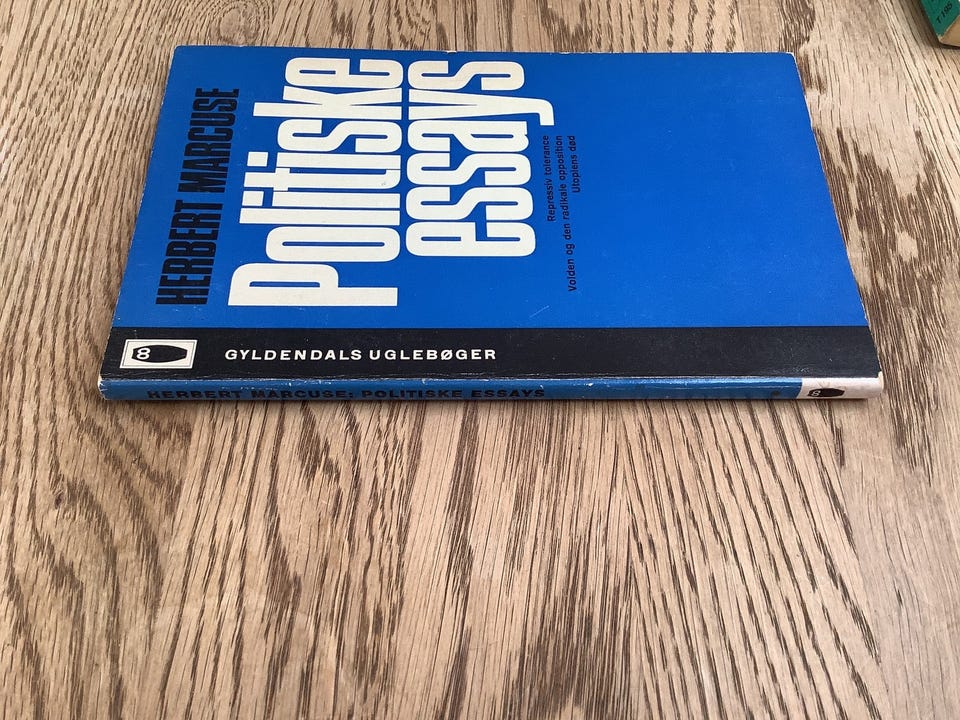 HERBERT MARCUSE
Politiske
essays
Repressiv tolerance
Volden og den radikale opposition
Utopiens død
GYLDENDALS UGLEBØGER
HERBERT MARCUSE: POLITISKE ESSAYS
T 195